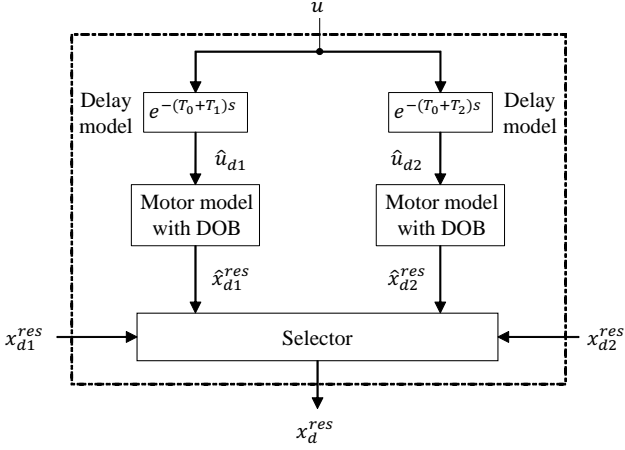 u
Delay model
e^{-(T_0+T_1)s}
e^{-(T_0+T_2)s}
Delay model
û_{d1}
û_{d2}
Motor model with DOB
Motor model with DOB
x̂_{d1}^{res}
x̂_{d2}^{res}
x_{d1}^{res}
Selector
x_{d2}^{res}
x_d^{res}